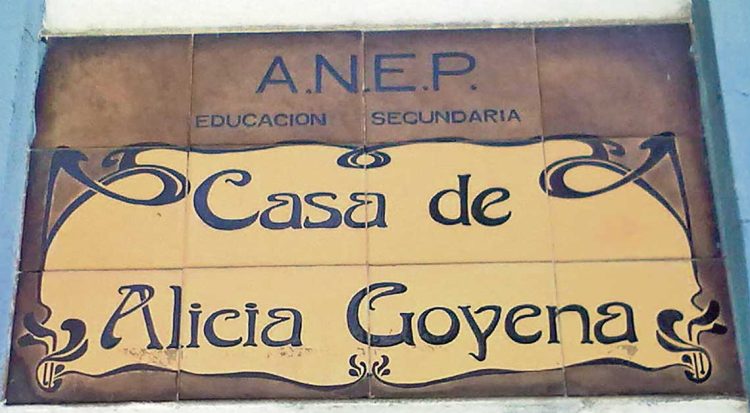 A.N.E.P.
EDUCACION SECUNDARIA
Casa de
Alicia Goyena